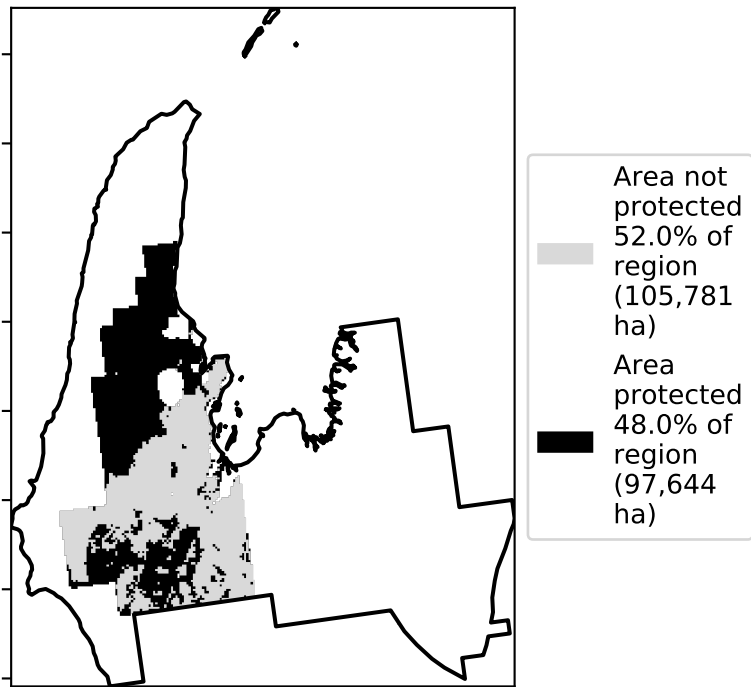 Area not
protected
52.0% of
region
(105,781
ha)
Area
protected
48.0% of
region
(97,644
ha)